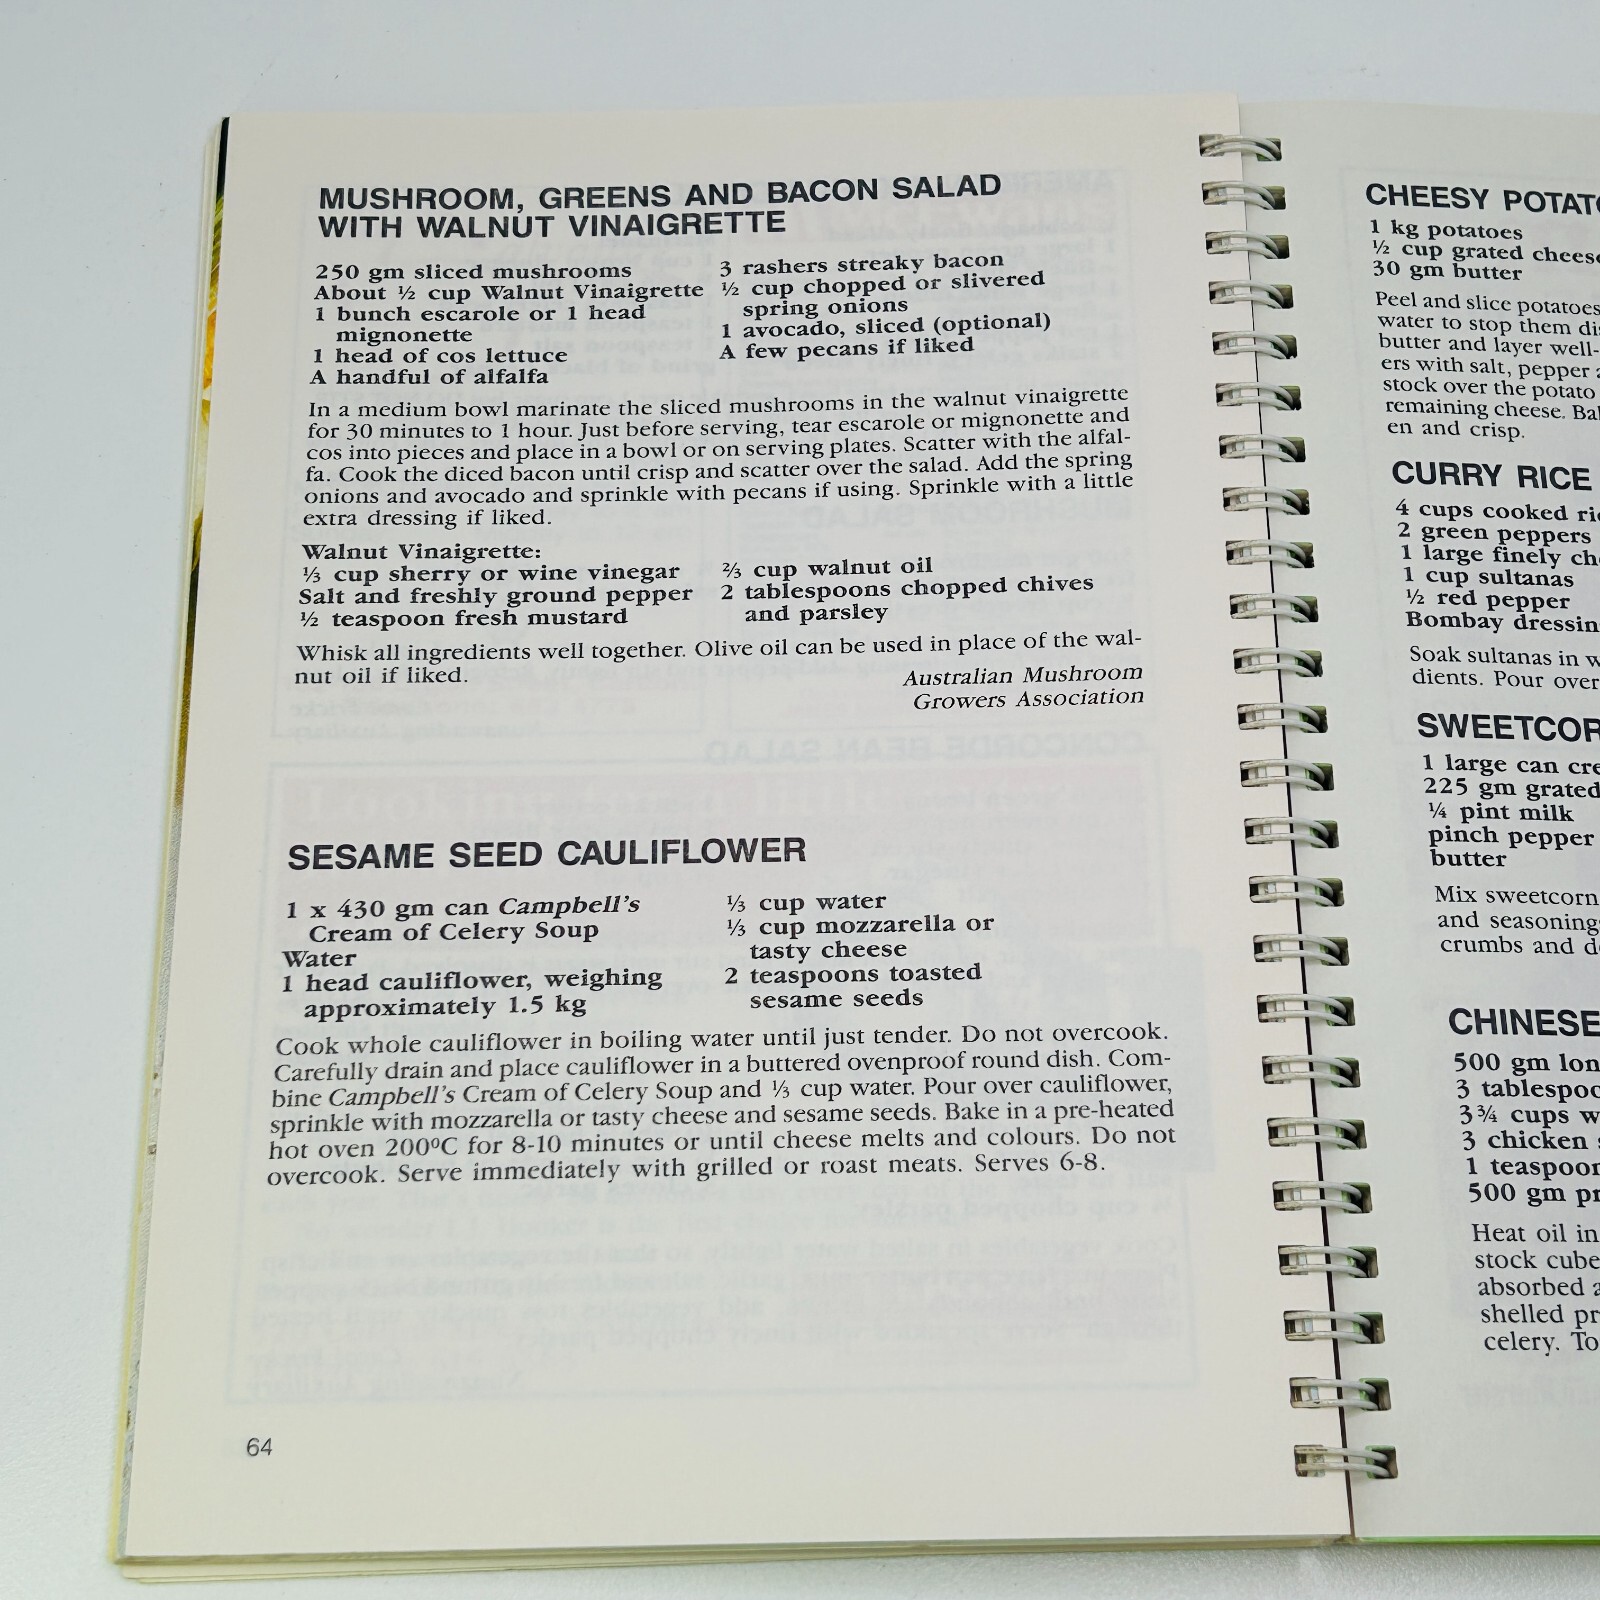 MUSHROOM, GREENS AND BACON SALAD
WITH WALNUT VINAIGRETTE
250 gm sliced mushrooms
About ½ cup Walnut Vinaigrette
1 bunch escarole or 1 head
mignonette
1 head of cos lettuce
A handful of alfalfa
3 rashers streaky bacon
½ cup chopped or slivered
spring onions
1 avocado, sliced (optional)
A few pecans if liked
In a medium bowl marinate the sliced mushrooms in the walnut vinaigrette
for 30 minutes to 1 hour. Just before serving, tear escarole or mignonette and
cos into pieces and place in a bowl or on serving plates. Scatter with the alfal-
fa. Cook the diced bacon until crisp and scatter over the salad. Add the spring
onions and avocado and sprinkle with pecans if using. Sprinkle with a little
extra dressing if liked.
Walnut Vinaigrette:
⅓ cup sherry or wine vinegar
Salt and freshly ground pepper
½ teaspoon fresh mustard
⅔ cup walnut oil
2 tablespoons chopped chives
and parsley
Whisk all ingredients well together. Olive oil can be used in place of the wal-
nut oil if liked.
Australian Mushroom
Growers Association
SESAME SEED CAULIFLOWER
1 x 430 gm can Campbell's
Cream of Celery Soup
Water
1 head cauliflower, weighing
approximately 1.5 kg
⅓ cup water
⅓ cup mozzarella or
tasty cheese
2 teaspoons toasted
sesame seeds
Cook whole cauliflower in boiling water until just tender. Do not overcook.
Carefully drain and place cauliflower in a buttered ovenproof round dish. Com-
bine Campbell's Cream of Celery Soup and ⅓ cup water. Pour over cauliflower,
sprinkle with mozzarella or tasty cheese and sesame seeds. Bake in a pre-heated
hot oven 200ºC for 8-10 minutes or until cheese melts and colours. Do not
overcook. Serve immediately with grilled or roast meats. Serves 6-8.
64
CHEESY
1 kg potatoes
½ cup grated
30 gm butter
Peel and slice potatoes
water to stop them
butter and layer well-
ers with salt, pepper
stock over the potato
remaining cheese.
en and crisp.
CURRY RICE
4 cups cooked
2 green peppers
1 large finely
1 cup sultanas
½ red pepper
Bombay
Soak sultanas in
dients. Pour over
1 large can
225 gm grated
¼ pint milk
pinch pepper
butter
Mix sweetcorn
and
crumbs and
CHINESE
500 gm
3
3¾ cups
3 chicken
1
500 gm
Heat oil in
stock
absorbed
shelled
celery.